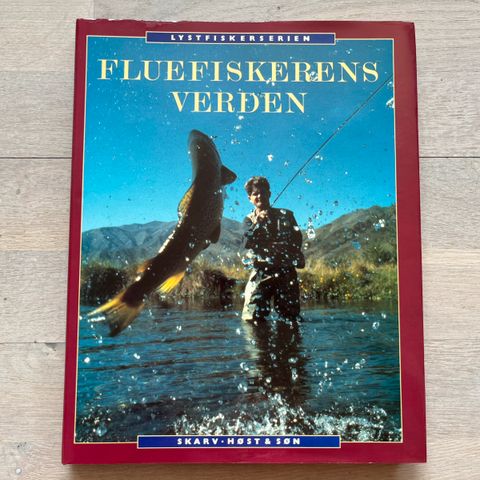 LYSTFISKERSERIEN
FLUEFISKERENS
VERDEN
SKARV · HØST & SØN